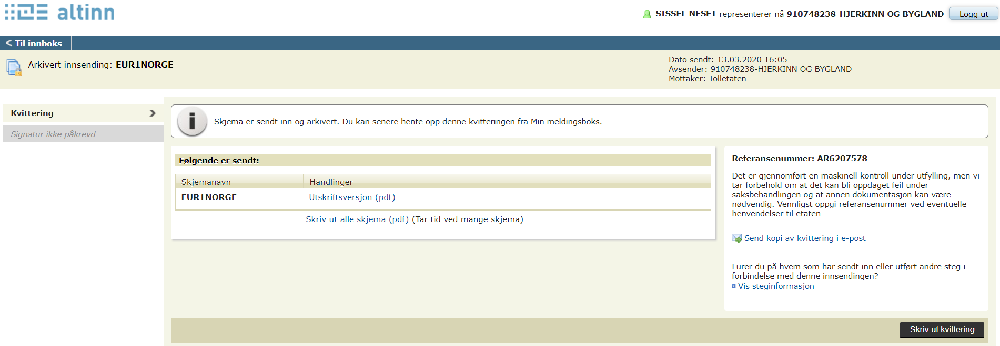 altinn
SISSEL NESET representerer nå 910748238-HJERKINN OG BYGLAND
Logg ut
< Til innboks
Arkivert innsending: EUR1NORGE
Dato sendt: 13.03.2020 16:05
Avsender: 910748238-HJERKINN OG BYGLAND
Mottaker: Tolletaten
Kvittering
Signatur ikke påkrevd
Skjema er sendt inn og arkivert. Du kan senere hente opp denne kvitteringen fra Min meldingsboks.
Følgende er sendt:
Skjemanavn Handlinger
EUR1NORGE Utskriftsversjon (pdf)
Skriv ut alle skjema (pdf) (Tar tid ved mange skjema)
Referansenummer: AR6207578
Det er gjennomført en maskinell kontroll under utfylling, men vi
tar forbehold om at det kan bli oppdaget feil under
saksbehandlingen og at annen dokumentasjon kan være
nødvendig. Vennligst oppgi referansenummer ved eventuelle
henvendelser til etaten
Send kopi av kvittering i e-post
Lurer du på hvem som har sendt inn eller utført andre steg i
forbindelse med denne innsendingen?
Vis steginformasjon
Skriv ut kvittering